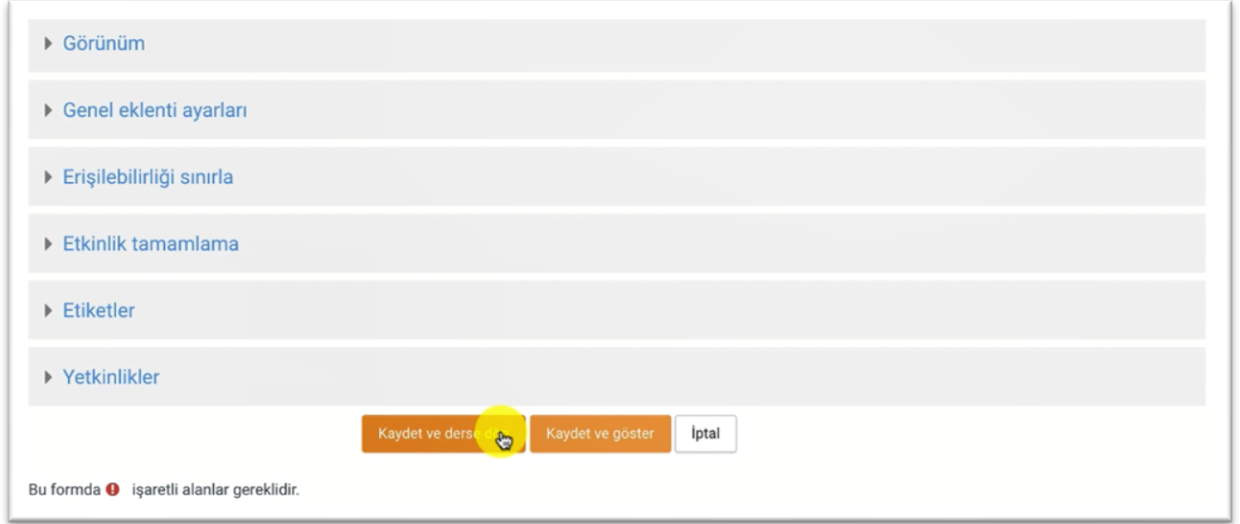 Görünüm
Genel eklenti ayarları
Erişilebilirliği sınırla
Etkinlik tamamlama
Etiketler
Yetkinlikler
Kaydet ve derse Kaydet ve göster İptal
Bu formda işaretli alanlar gereklidir.